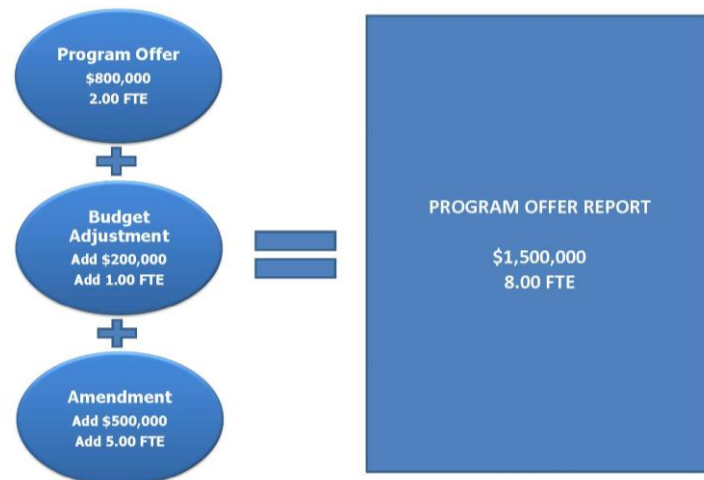 Program Offer
$800,000
2.00 FTE
Budget
Adjustment
Add $200,000
Add 1.00 FTE
Amendment
Add $500,000
Add 5.00 FTE
PROGRAM OFFER REPORT
$1,500,000
8.00 FTE